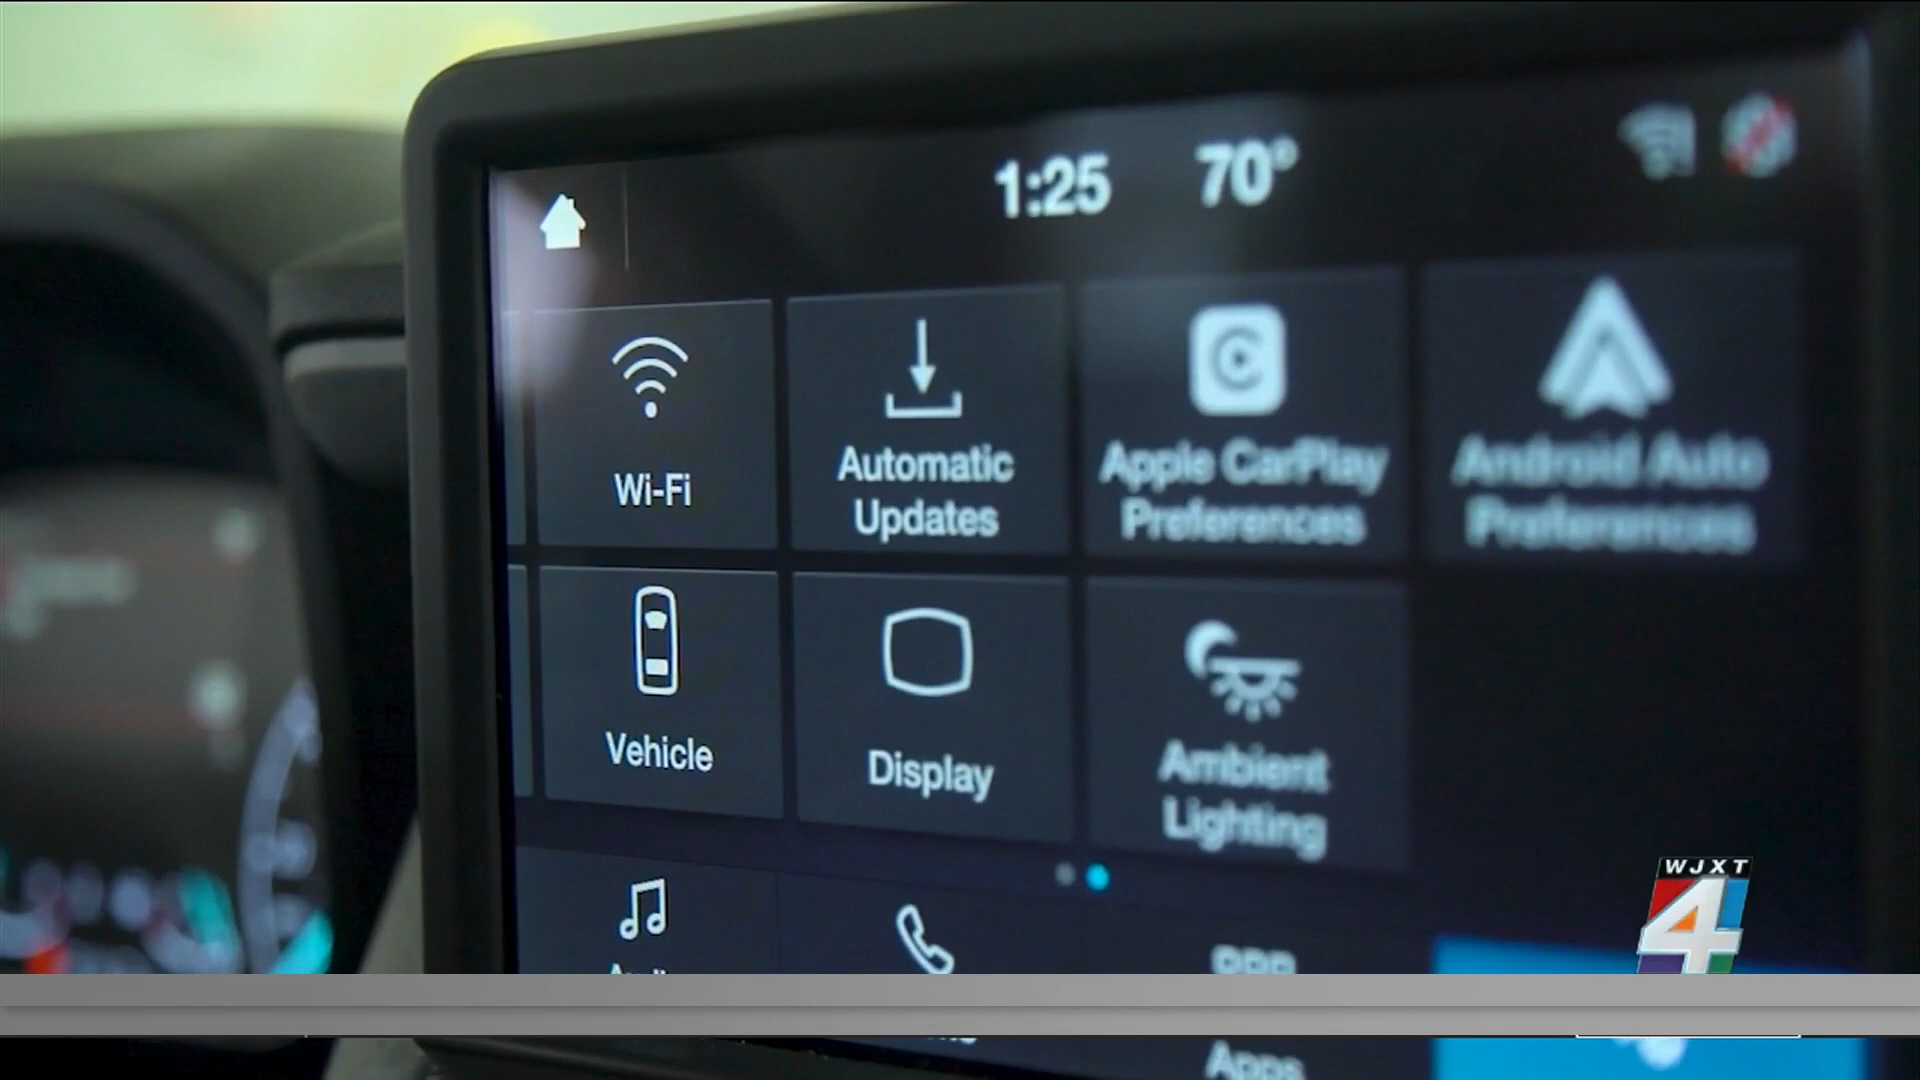 1:25 70°
Wi-Fi
Automatic
Updates
Apple CarPlay
Preferences
Android Auto
Preferences
Vehicle
Display
Ambient
Lighting
Apps
WJXT
4